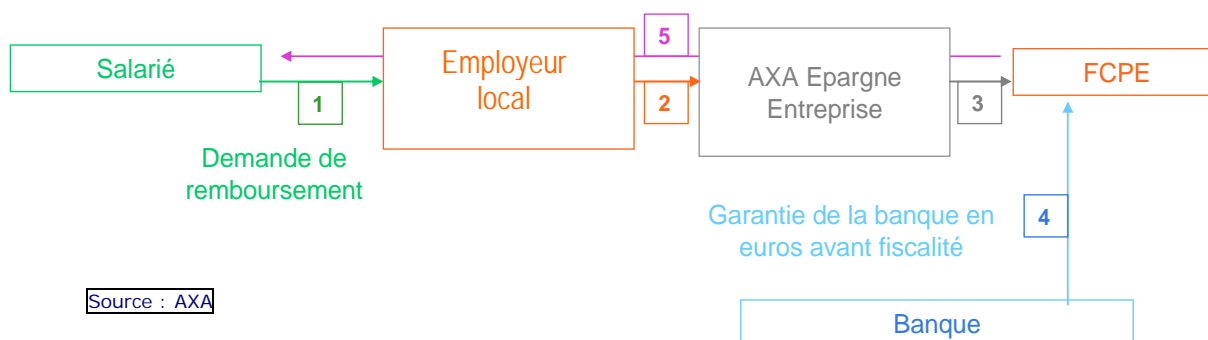 Salarié
Employeur
local
5
AXA Epargne
Entreprise
FCPE
1
2
3
Demande de
remboursement
Garantie de la banque en
euros avant fiscalité
4
Source : AXA
Banque